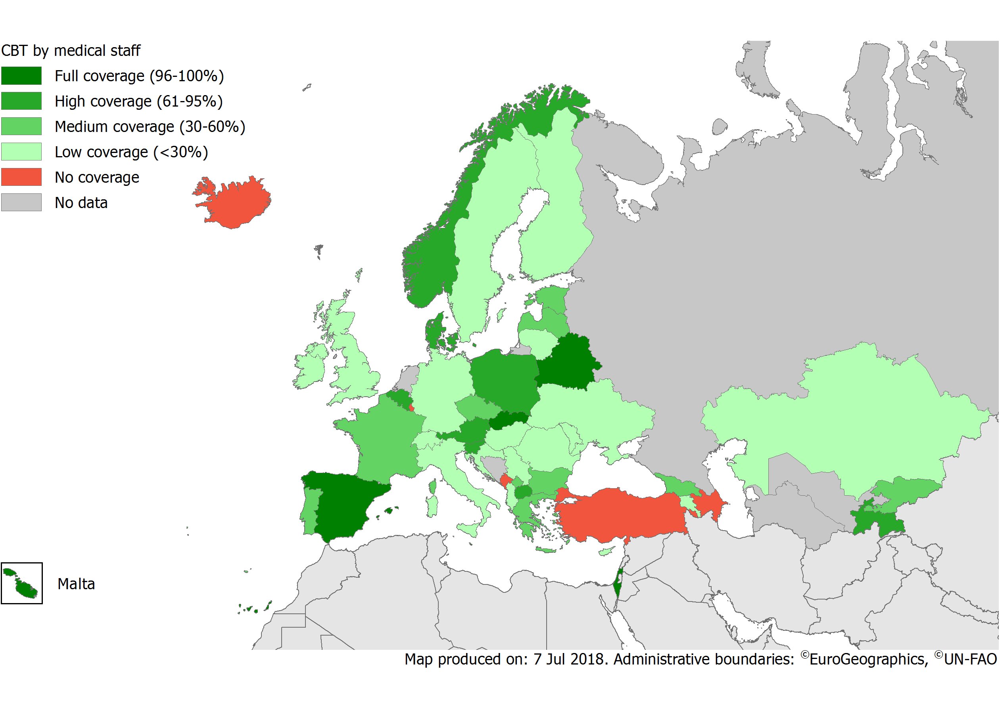 CBT by medical staff
Full coverage (96-100%)
High coverage (61-95%)
Medium coverage (30-60%)
Low coverage (<30%)
No coverage
No data
Malta
Map produced on: 7 Jul 2018. Administrative boundaries: ©EuroGeographics, ©UN-FAO